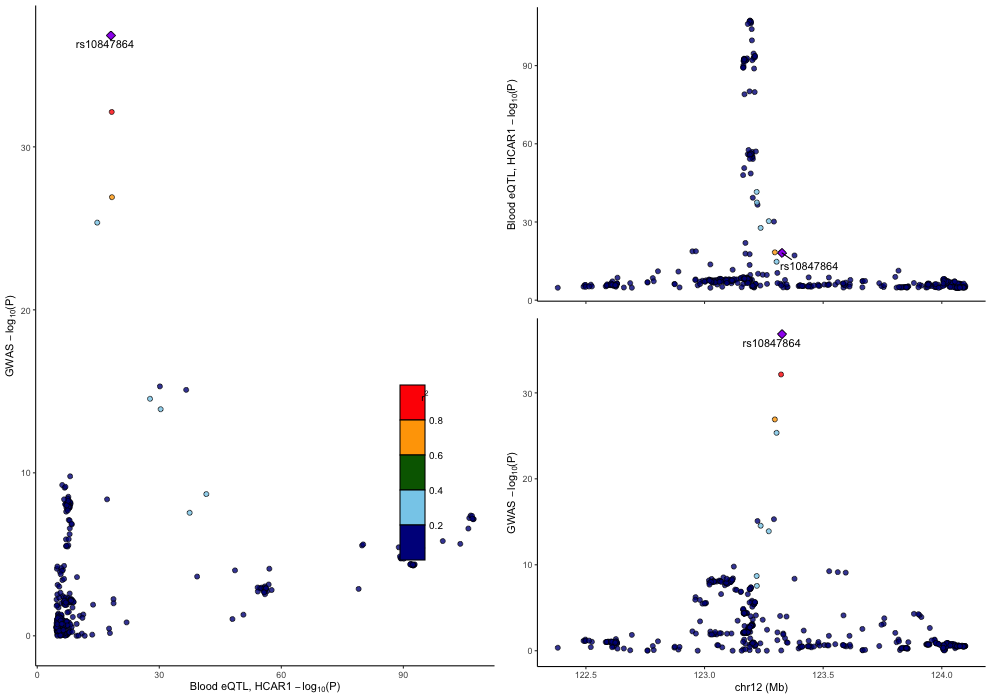 GWAS – log10(P)
30
20
10
0
rs10847864
r2
0.8
0.6
0.4
0.2
0
30
60
90
Blood eQTL, HCAR1 – log10(P)
Blood eQTL, HCAR1 – log10(P)
90
60
30
0
rs10847864
GWAS – log10(P)
30
20
10
0
rs10847864
122.5
123.0
123.5
124.0
chr12 (Mb)